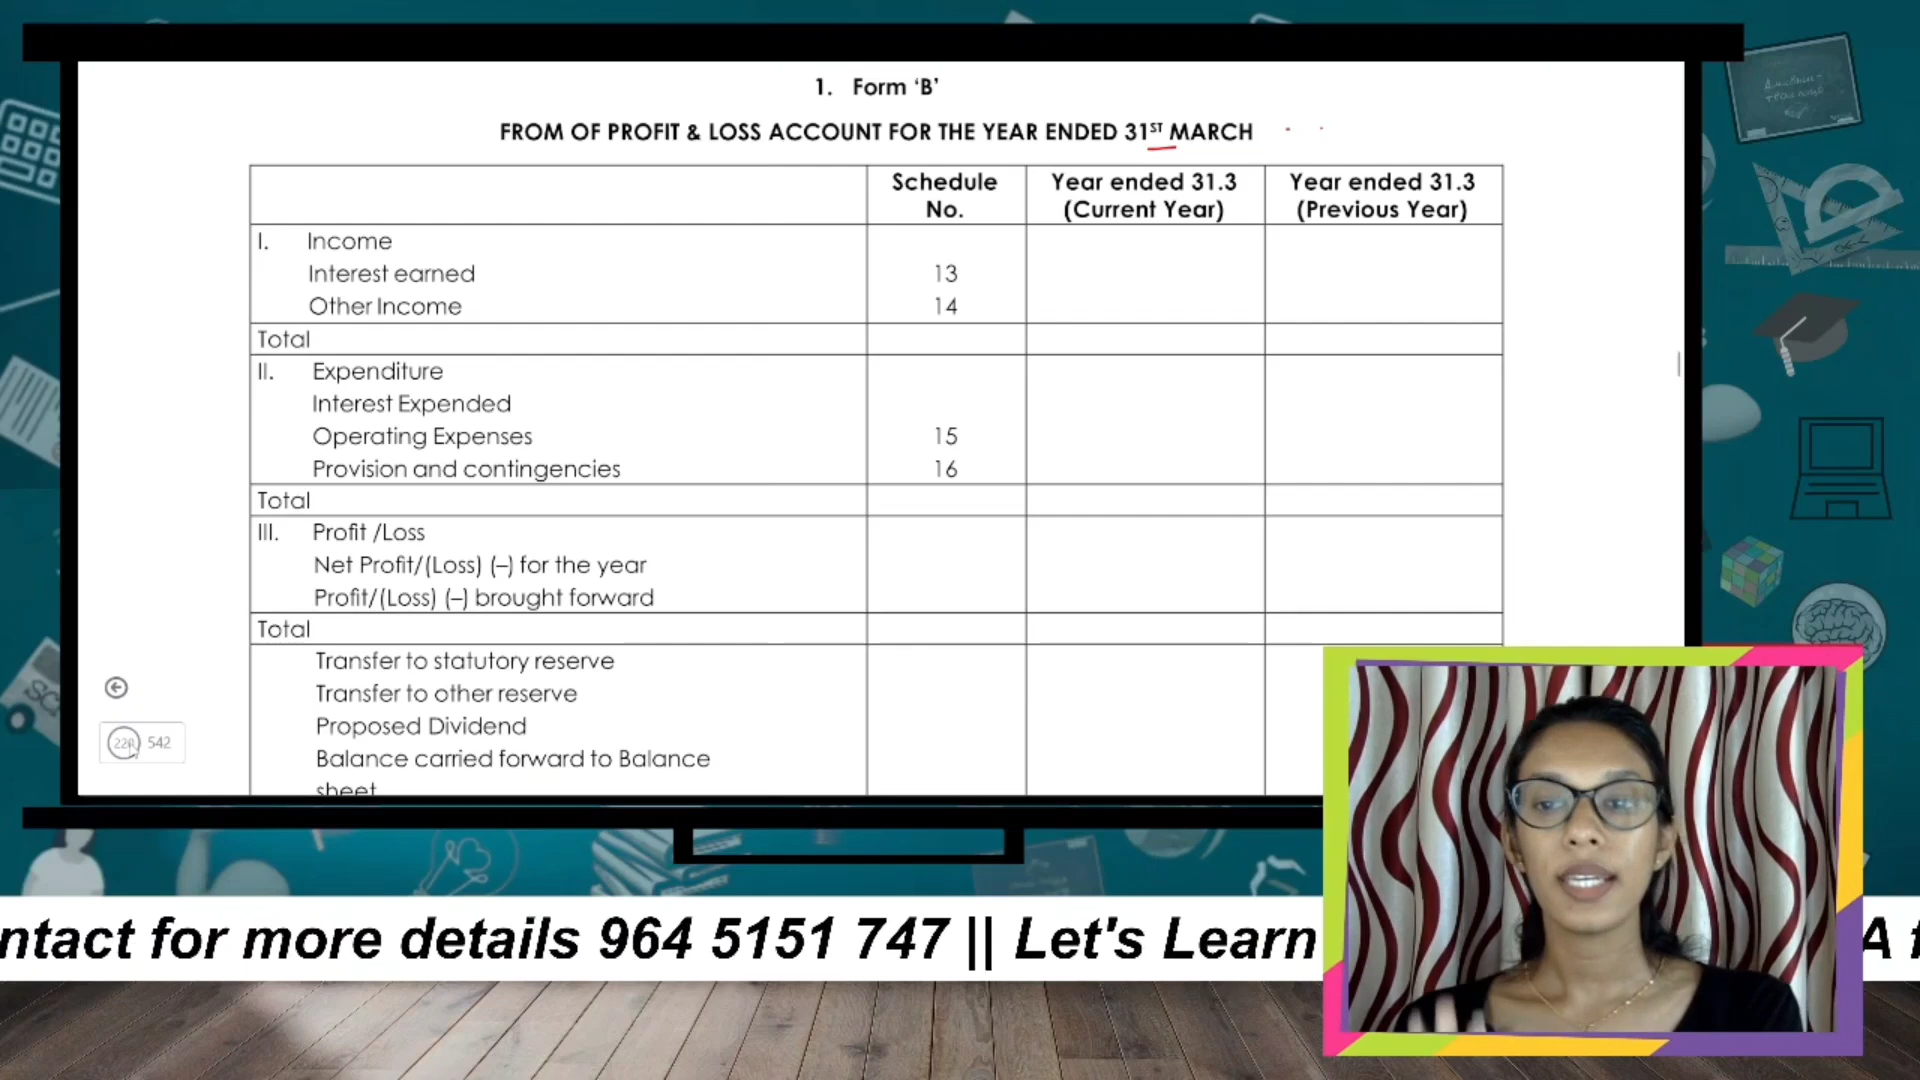 1. Form ‘B’
FROM OF PROFIT & LOSS ACCOUNT FOR THE YEAR ENDED 31ST MARCH
Schedule No.
Year ended 31.3 (Current Year)
Year ended 31.3 (Previous Year)
I. Income
Interest earned 13
Other Income 14
Total
II. Expenditure
Interest Expended
Operating Expenses 15
Provision and contingencies 16
Total
III. Profit /Loss
Net Profit/(Loss) (–) for the year
Profit/(Loss) (–) brought forward
Total
Transfer to statutory reserve
Transfer to other reserve
Proposed Dividend
Balance carried forward to Balance
sheet
542
ntact for more details 964 5151 747 || Let's Learn
A